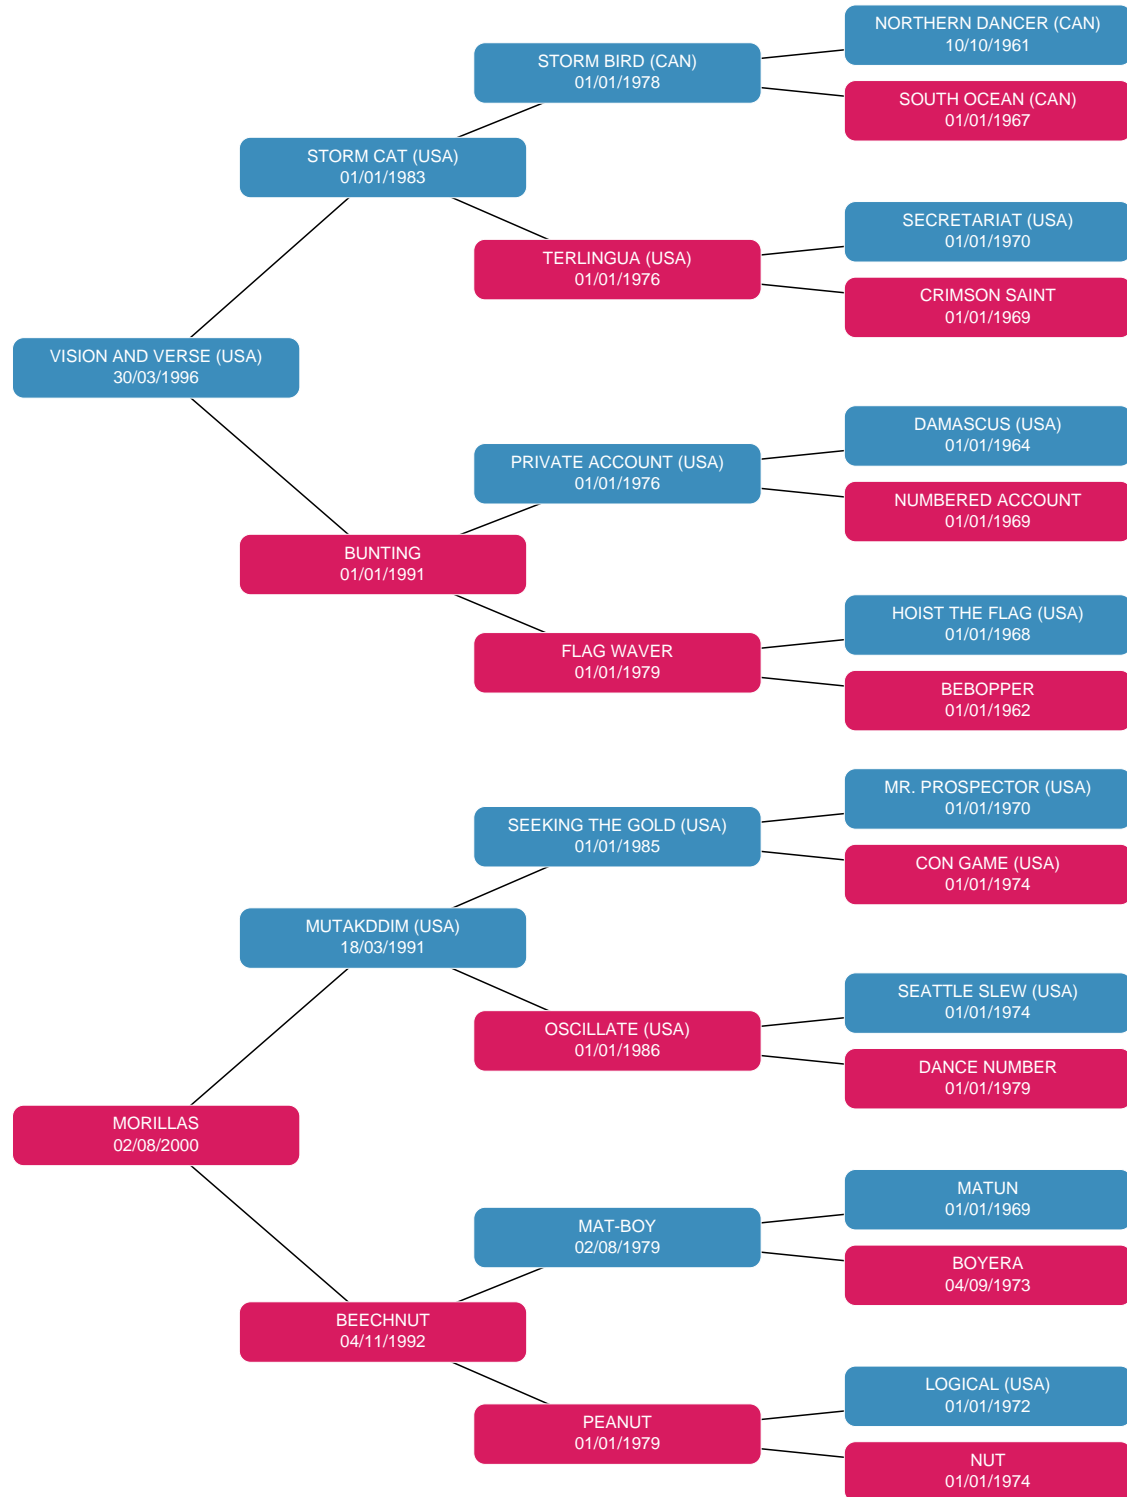 NORTHERN DANCER (CAN)
10/10/1961
STORM BIRD (CAN)
01/01/1978
SOUTH OCEAN (CAN)
01/01/1967
STORM CAT (USA)
01/01/1983
SECRETARIAT (USA)
01/01/1970
TERLINGUA (USA)
01/01/1976
CRIMSON SAINT
01/01/1969
VISION AND VERSE (USA)
30/03/1996
DAMASCUS (USA)
01/01/1964
PRIVATE ACCOUNT (USA)
01/01/1976
NUMBERED ACCOUNT
01/01/1969
BUNTING
01/01/1991
HOIST THE FLAG (USA)
01/01/1968
FLAG WAVER
01/01/1979
BEBOPPER
01/01/1962
MR. PROSPECTOR (USA)
01/01/1970
SEEKING THE GOLD (USA)
01/01/1985
CON GAME (USA)
01/01/1974
MUTAKDDIM (USA)
18/03/1991
SEATTLE SLEW (USA)
01/01/1974
OSCILLATE (USA)
01/01/1986
DANCE NUMBER
01/01/1979
MORILLAS
02/08/2000
MATUN
01/01/1969
MAT-BOY
02/08/1979
BOYERA
04/09/1973
BEECHNUT
04/11/1992
LOGICAL (USA)
01/01/1972
PEANUT
01/01/1979
NUT
01/01/1974